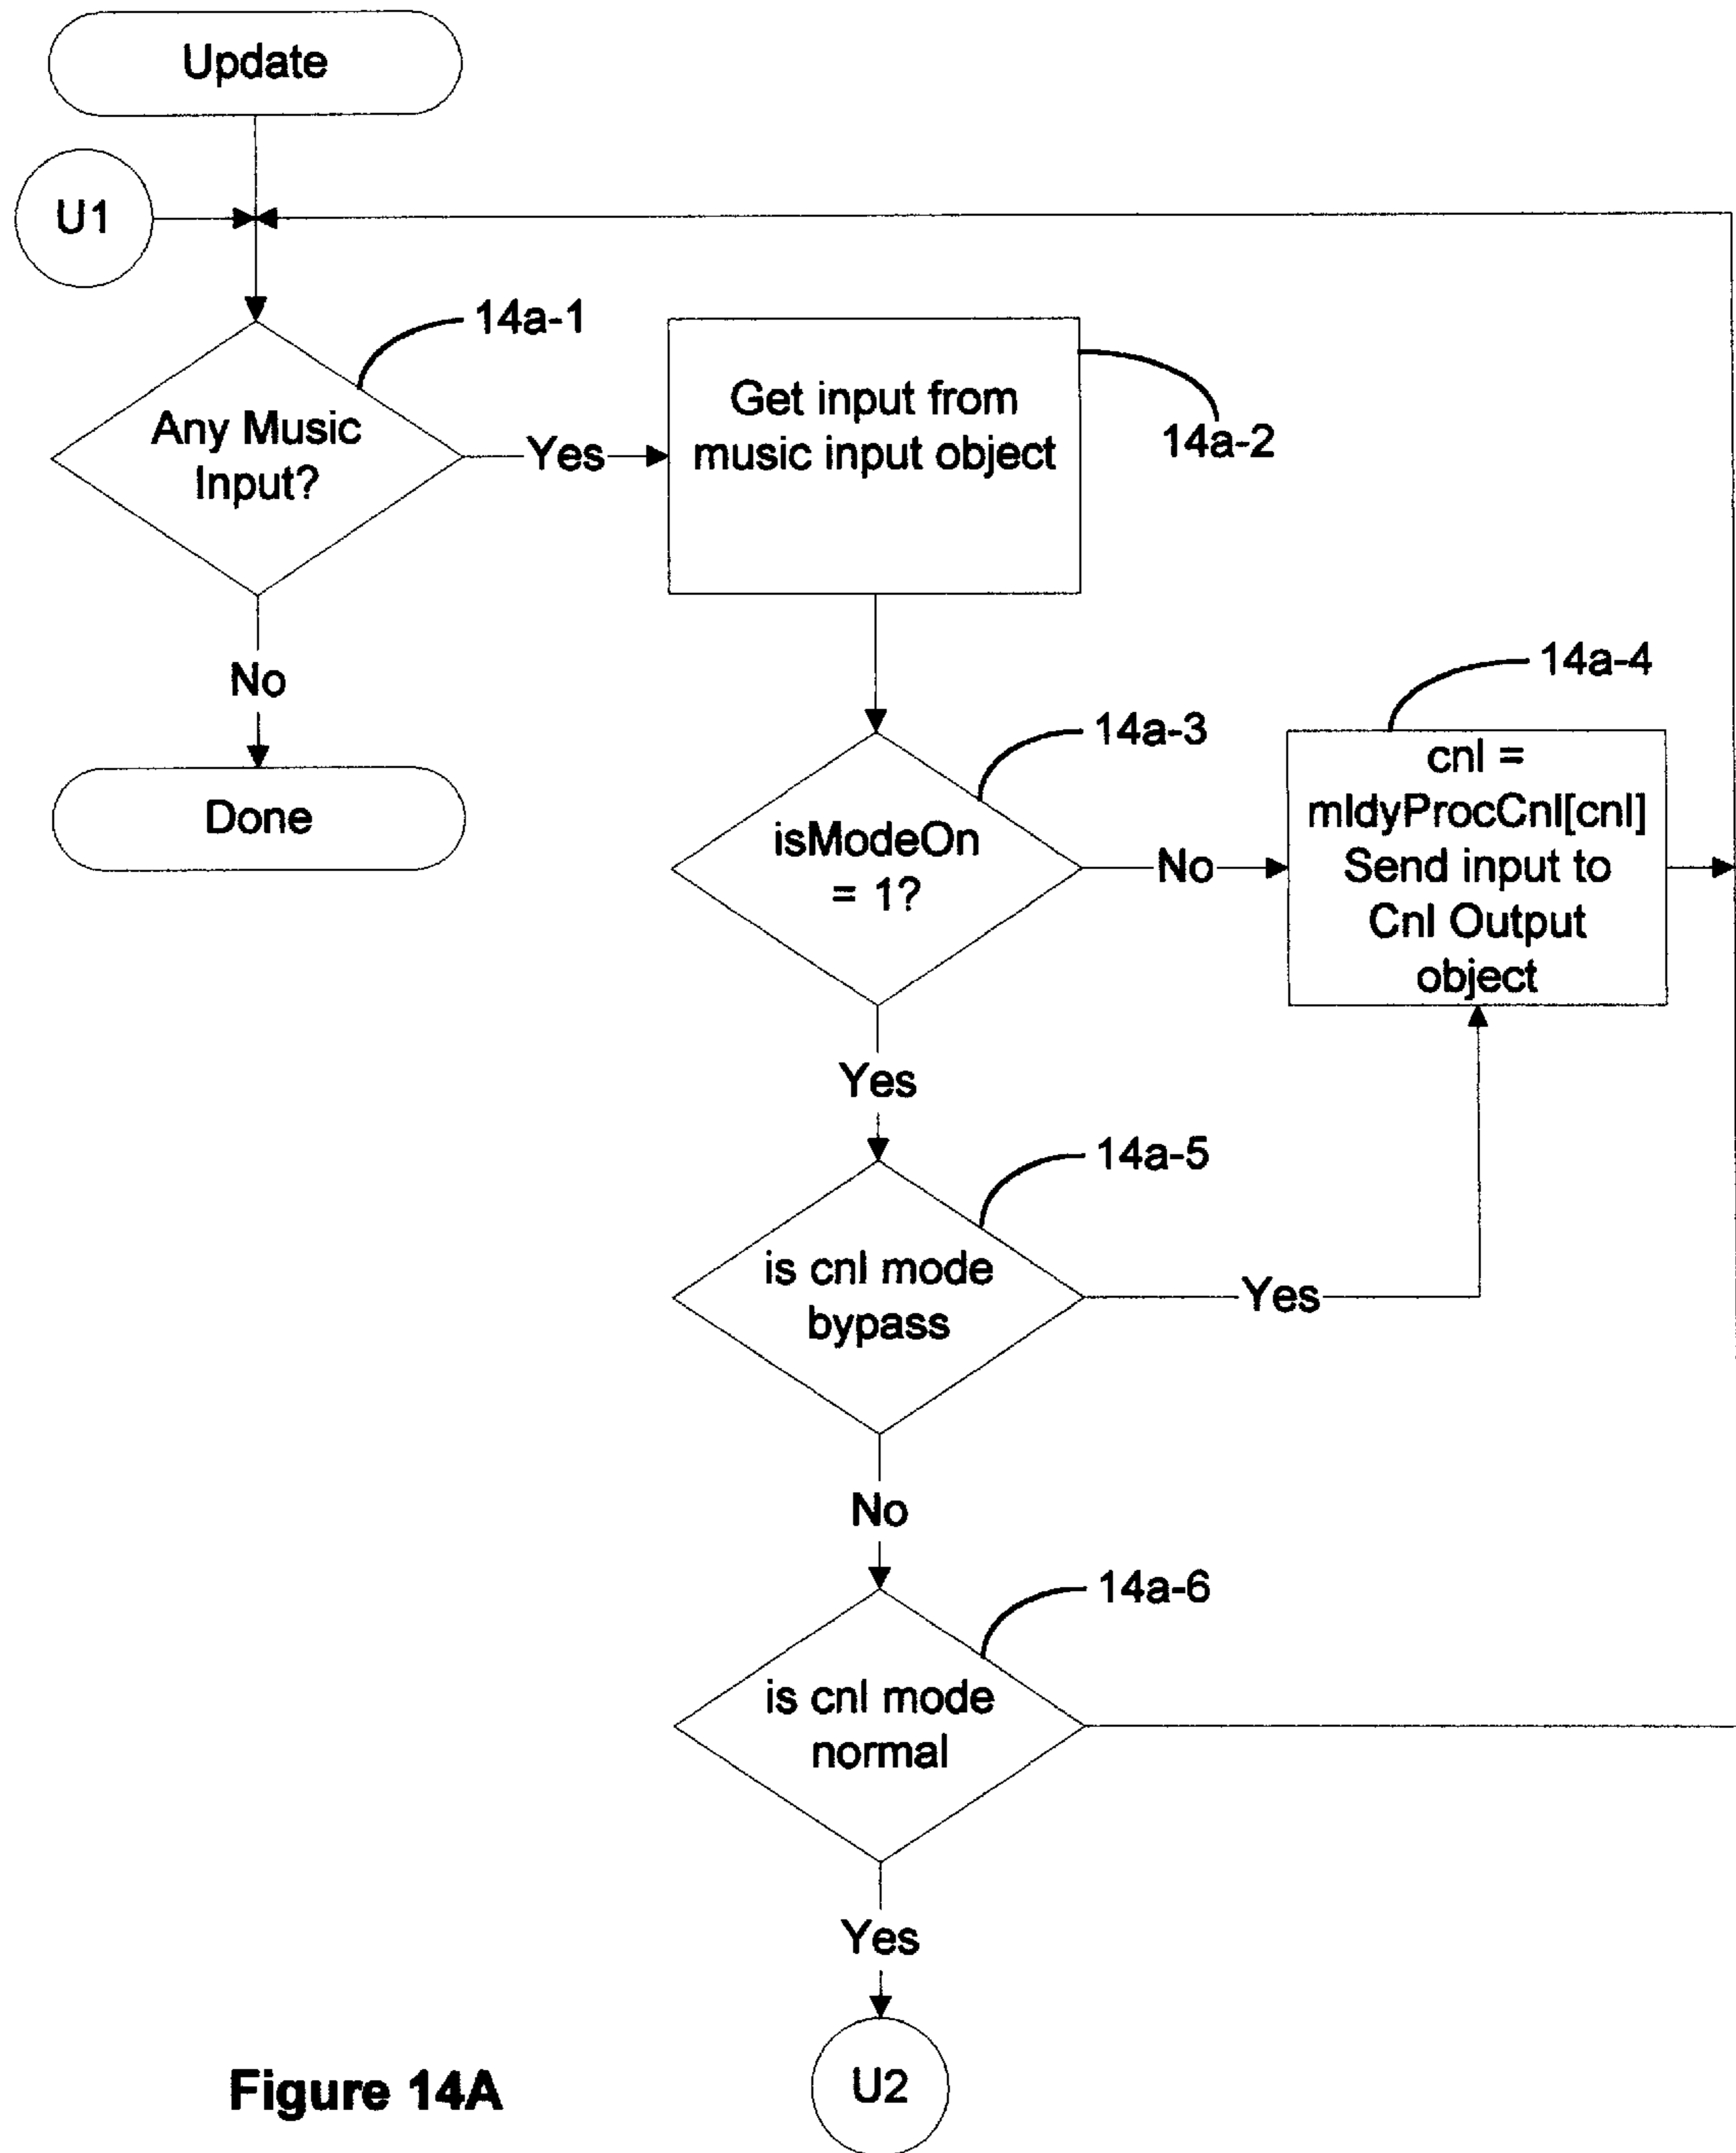 Update
U1
14a-1
Any Music
Input?
Yes
Get input from
music input object
14a-2
No
Done
14a-3
isModeOn
= 1?
No
14a-4
cnl =
mldyProcCnl[cnl]
Send input to
Cnl Output
object
Yes
14a-5
is cnl mode
bypass
Yes
No
14a-6
is cnl mode
normal
Yes
U2
Figure 14A